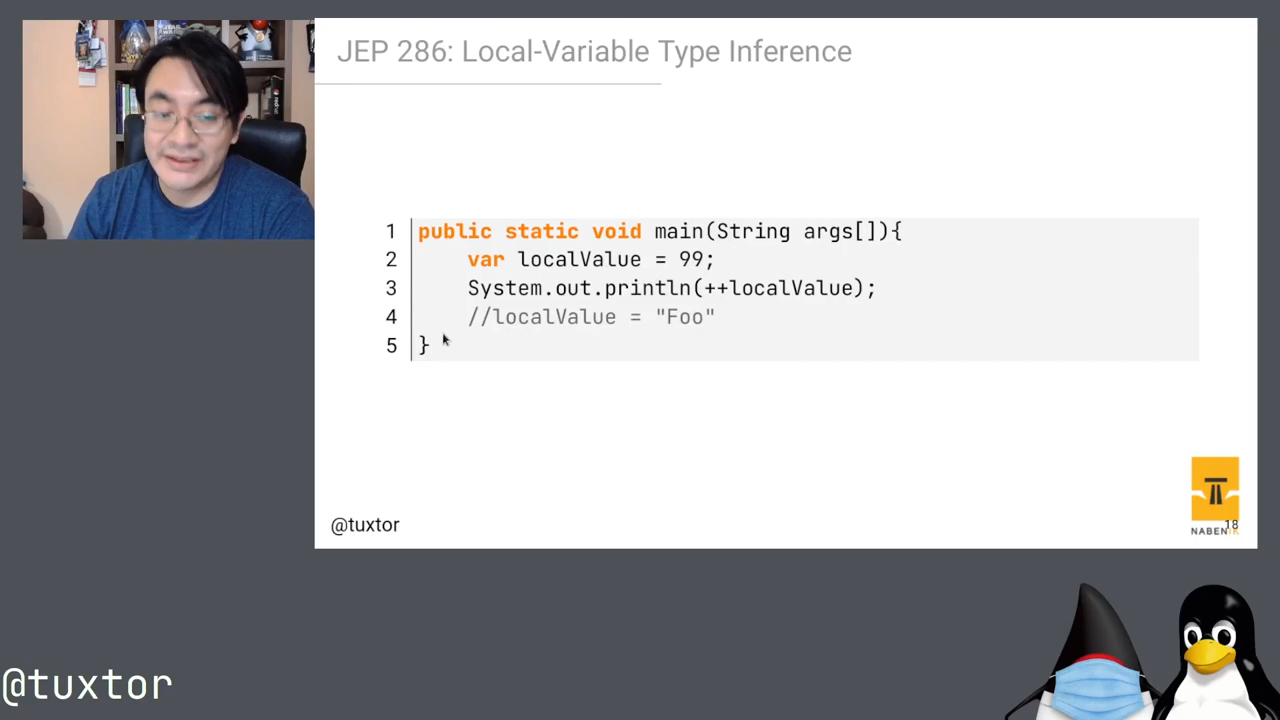 JEP 286: Local-Variable Type Inference
1 public static void main(String args[]){
2 var localValue = 99;
3 System.out.println(++localValue);
4 //localValue = "Foo"
5 }
@tuxtor
18
NABENIK
@tuxtor